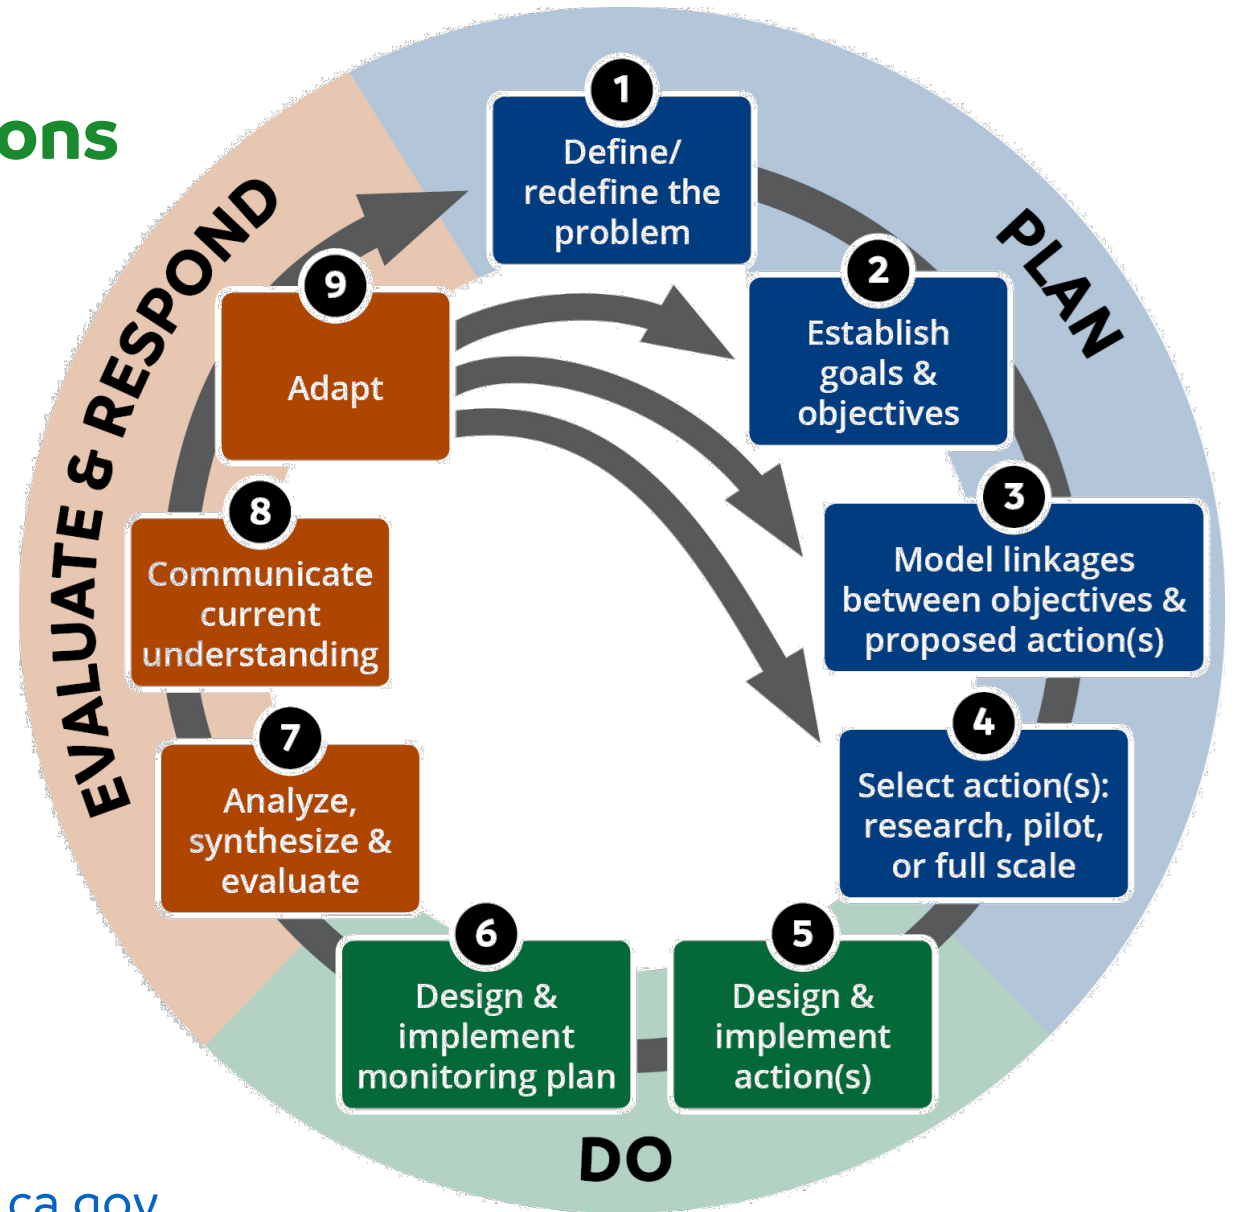 ons
1
Define/
redefine the
problem
PLAN
2
Establish
goals &
objectives
3
Model linkages
between objectives &
proposed action(s)
4
Select action(s):
research, pilot,
or full scale
5
Design &
implement
action(s)
DO
6
Design &
implement
monitoring plan
7
Analyze,
synthesize &
evaluate
EVALUATE & RESPOND
8
Communicate
current
understanding
9
Adapt
ca.gov